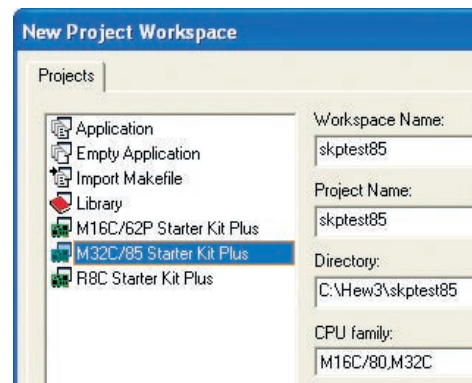 New Project Workspace
Projects
Application
Empty Application
Import Makefile
Library
M16C/62P Starter Kit Plus
M32C/85 Starter Kit Plus
R8C Starter Kit Plus
Workspace Name:
skptest85
Project Name:
skptest85
Directory:
C:\Hew3\skptest85
CPU family:
M16C/80,M32C